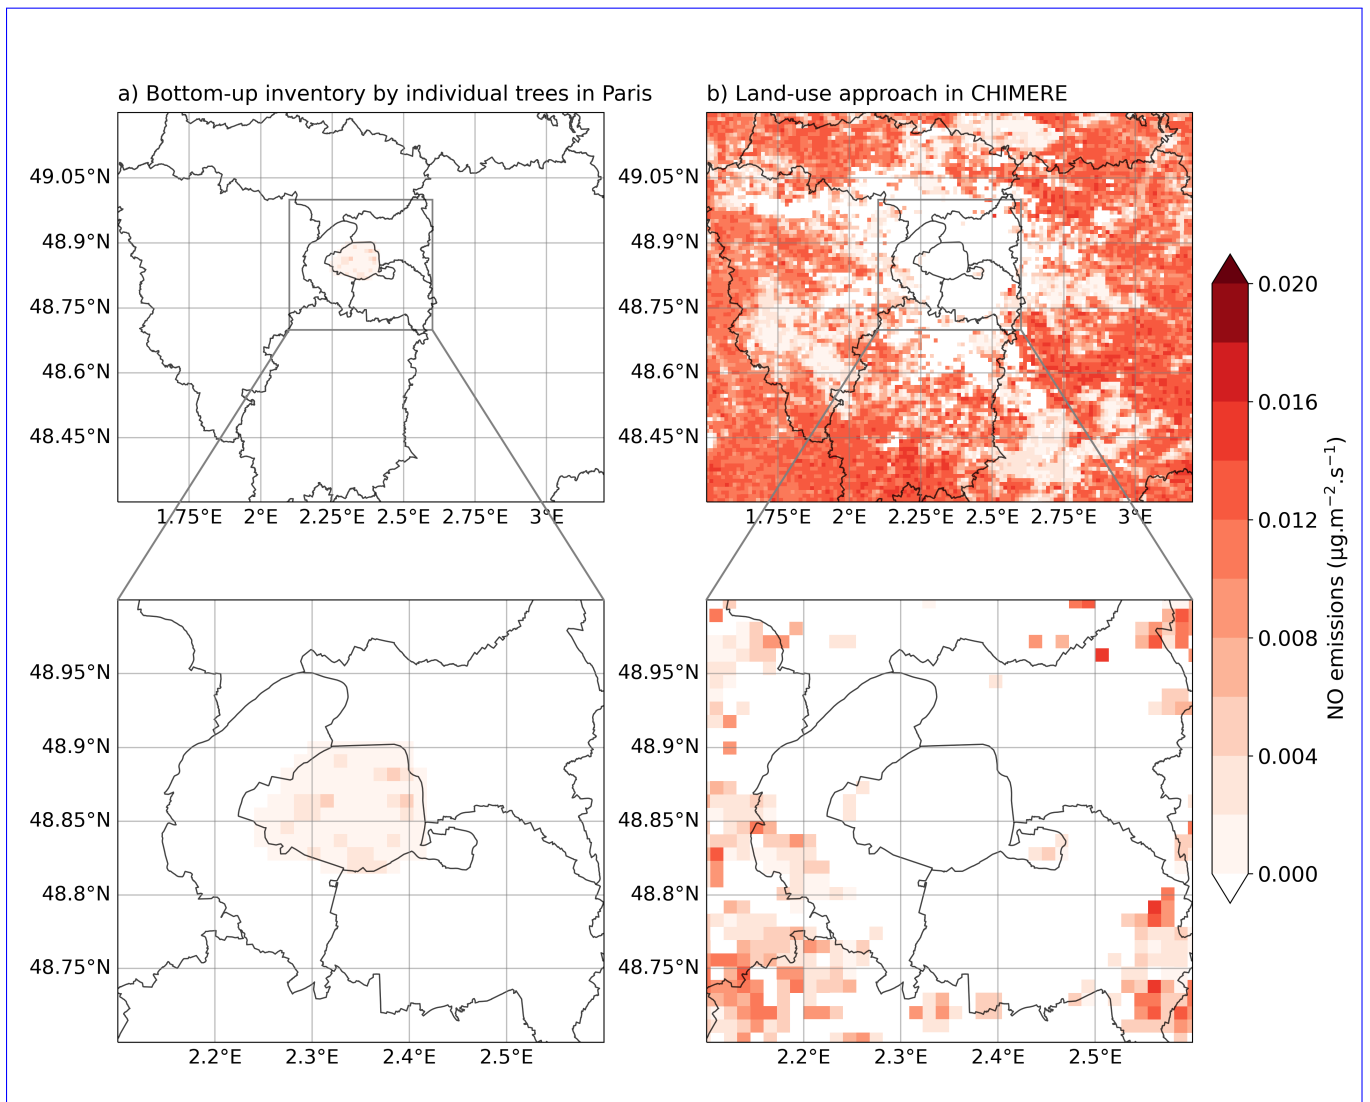 a) Bottom-up inventory by individual trees in Paris
b) Land-use approach in CHIMERE
49.05°N
48.9°N
48.75°N
48.6°N
48.45°N
1.75°E 2°E 2.25°E 2.5°E 2.75°E 3°E
49.05°N
48.9°N
48.75°N
48.6°N
48.45°N
1.75°E 2°E 2.25°E 2.5°E 2.75°E 3°E
48.95°N
48.9°N
48.85°N
48.8°N
48.75°N
2.2°E 2.3°E 2.4°E 2.5°E
48.95°N
48.9°N
48.85°N
48.8°N
48.75°N
2.2°E 2.3°E 2.4°E 2.5°E
0.020
0.016
0.012
0.008
0.004
0.000
NO emissions (µg.m⁻².s⁻¹)